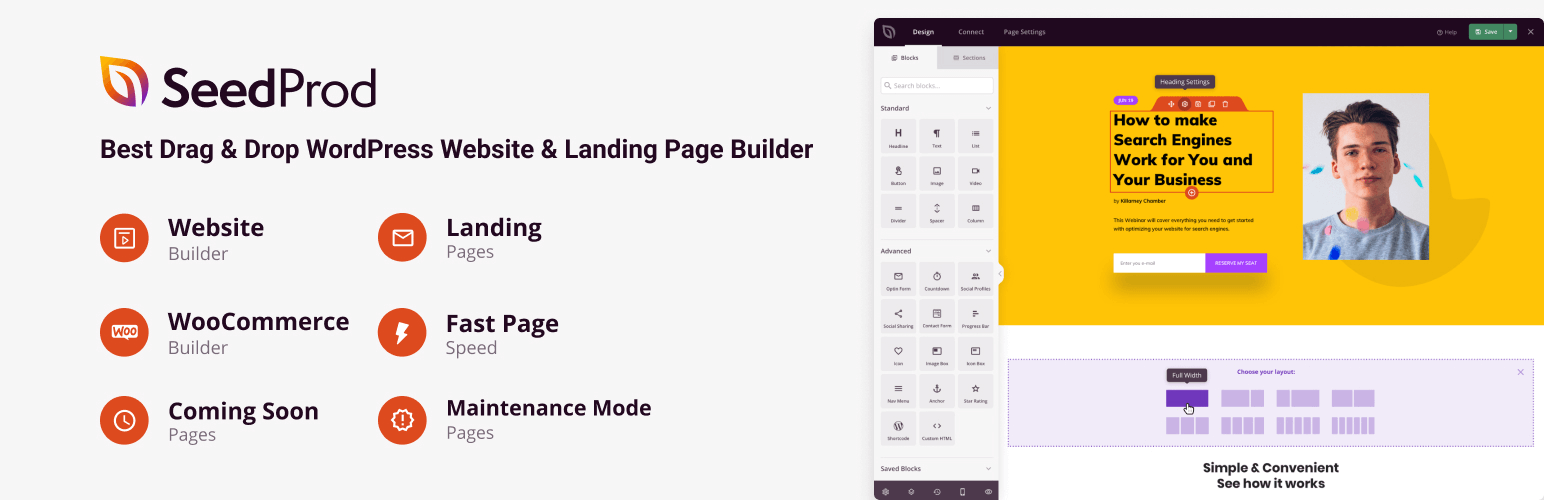 SeedProd
Best Drag & Drop WordPress Website & Landing Page Builder
Website
Builder
Landing
Pages
WOO
WooCommerce
Builder
Fast Page
Speed
Coming Soon
Pages
Maintenance Mode
Pages
Design
Connect
Page Settings
Help
Save
Blocks
Sections
Search blocks...
Standard
Headline
Text
List
Button
Image
Video
Divider
Spacer
Column
Advanced
Optin Form
Countdown
Social Profiles
Social Sharing
Contact Form
Progress Bar
Icon
Image Box
Icon Box
Nav Menu
Anchor
Star Rating
Shortcode
Custom HTML
Saved Blocks
Heading Settings
JUN 19
How to make
Search Engines
Work for You and
Your Business
by Killarney Chamber
This Webinar will cover everything you need to get started
with optimizing your website for search engines.
Enter you e-mail
RESERVE MY SEAT
Choose your layout:
Full Width
Simple & Convenient
See how it works